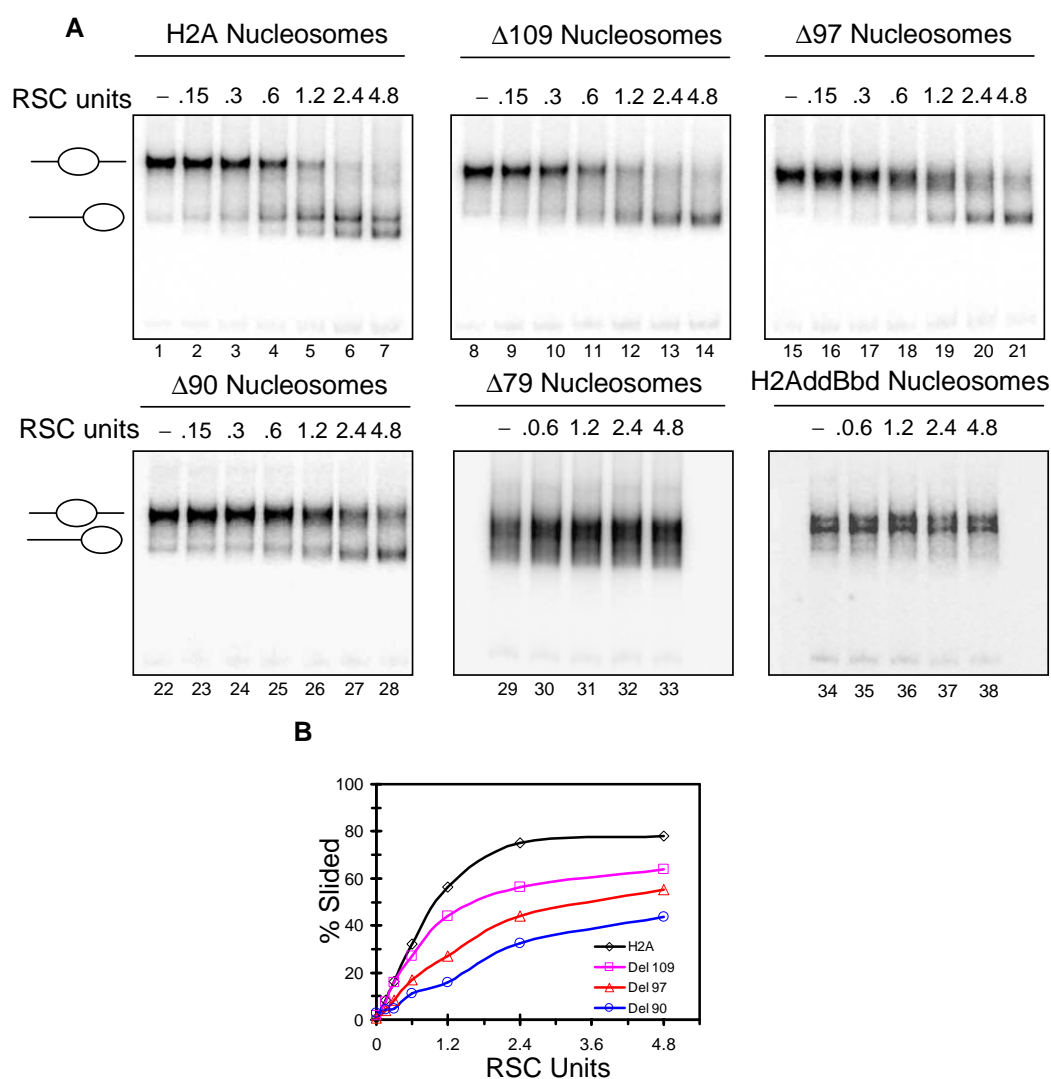 A
H2A Nucleosomes
Δ109 Nucleosomes
Δ97 Nucleosomes
RSC units – .15 .3 .6 1.2 2.4 4.8
– .15 .3 .6 1.2 2.4 4.8
– .15 .3 .6 1.2 2.4 4.8
1 2 3 4 5 6 7
8 9 10 11 12 13 14
15 16 17 18 19 20 21
Δ90 Nucleosomes
Δ79 Nucleosomes
H2AddBbd Nucleosomes
RSC units – .15 .3 .6 1.2 2.4 4.8
– .0.6 1.2 2.4 4.8
– .0.6 1.2 2.4 4.8
22 23 24 25 26 27 28
29 30 31 32 33
34 35 36 37 38
B
% Slided
100
80
60
40
20
0
H2A
Del 109
Del 97
Del 90
0 1.2 2.4 3.6 4.8
RSC Units